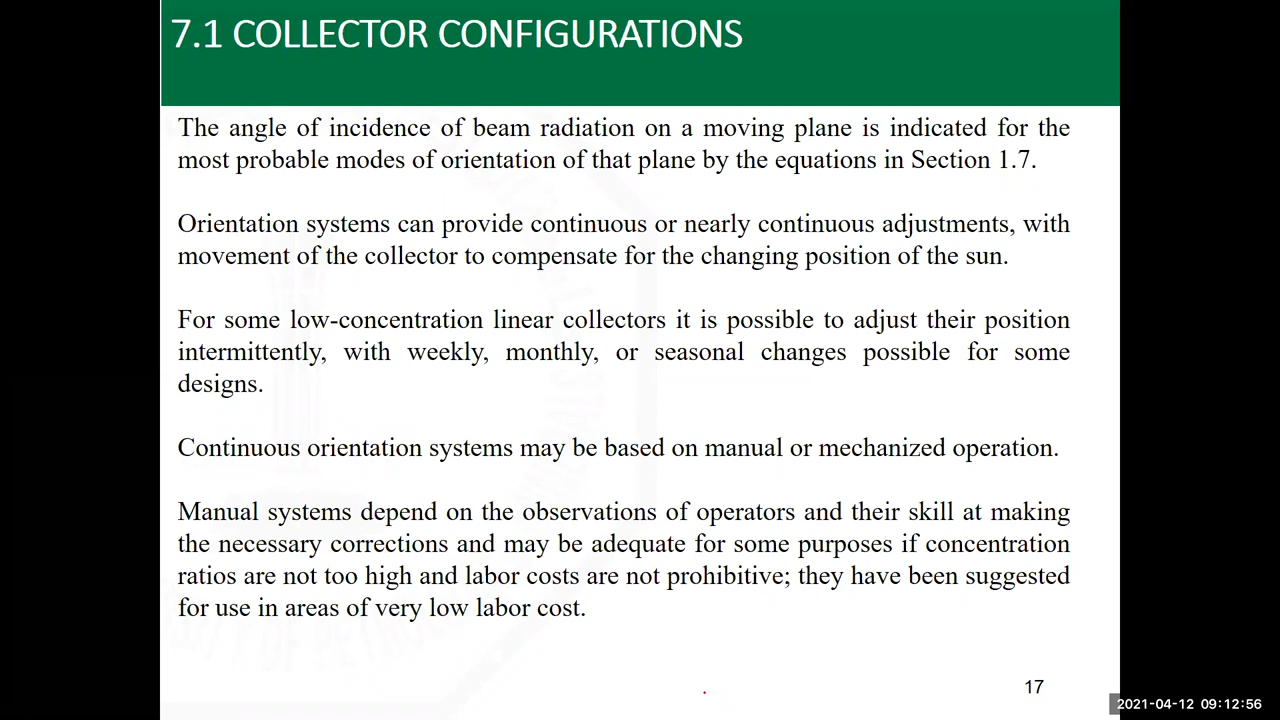 7.1 COLLECTOR CONFIGURATIONS
The angle of incidence of beam radiation on a moving plane is indicated for the
most probable modes of orientation of that plane by the equations in Section 1.7.
Orientation systems can provide continuous or nearly continuous adjustments, with
movement of the collector to compensate for the changing position of the sun.
For some low-concentration linear collectors it is possible to adjust their position
intermittently, with weekly, monthly, or seasonal changes possible for some
designs.
Continuous orientation systems may be based on manual or mechanized operation.
Manual systems depend on the observations of operators and their skill at making
the necessary corrections and may be adequate for some purposes if concentration
ratios are not too high and labor costs are not prohibitive; they have been suggested
for use in areas of very low labor cost.
17
2021-04-12 09:12:56